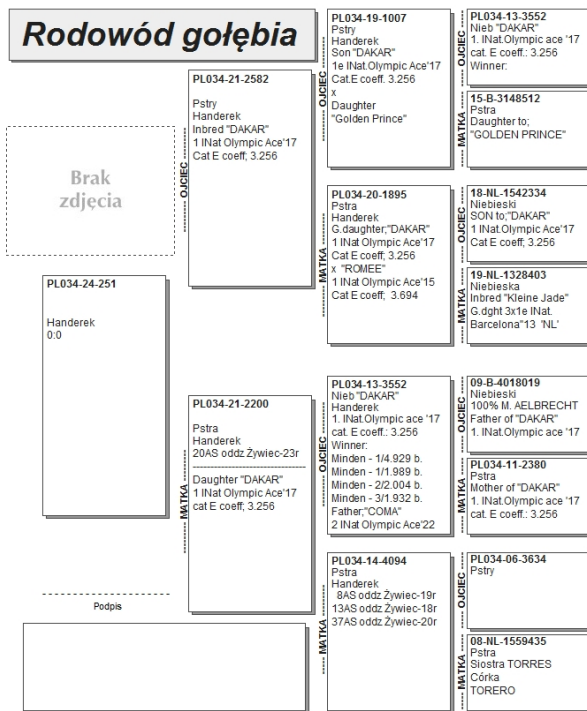 Rodowód gołębia
Brak
zdjęcia
PL034-24-251
Handerek
0:0
Podpis
OJCIEC
PL034-21-2582
Pstry
Handerek
Inbred "DAKAR"
1 INat Olympic Ace'17
Cat E coeff; 3.256
MATKA
PL034-21-2200
Pstra
Handerek
20AS oddz Żywiec-23r
Daughter "DAKAR"
1 INat Olympic Ace'17
cat E coeff; 3.256
OJCIEC
PL034-19-1007
Pstry
Handerek
Son "DAKAR"
1e INat.Olympic Ace'17
Cat.E coeff. 3.256
x
Daughter
"Golden Prince"
MATKA
PL034-20-1895
Pstra
Handerek
G.daughter;"DAKAR"
1 INat Olympic Ace'17
Cat E coeff; 3.256
x "ROMEE"
1 INat Olympic Ace'15
Cat E coeff; 3.694
OJCIEC
PL034-13-3552
Nieb "DAKAR"
Handerek
1. INat.Olympic ace '17
cat. E coeff.: 3.256
Winner:
Minden - 1/4.929 b.
Minden - 1/1.989 b.
Minden - 2/2.004 b.
Minden - 3/1.932 b.
Father;"COMA"
2 INat Olympic Ace'22
MATKA
PL034-14-4094
Pstra
Handerek
8AS oddz Żywiec-19r
13AS oddz Żywiec-18r
37AS oddz Żywiec-20r
OJCIEC
PL034-13-3552
Nieb "DAKAR"
1. INat.Olympic ace '17
cat. E coeff.: 3.256
Winner:
MATKA
15-B-3148512
Pstra
Daughter to;
"GOLDEN PRINCE"
OJCIEC
18-NL-1542334
Niebieski
SON to;"DAKAR"
1 INat Olympic Ace'17
Cat E coeff; 3.256
MATKA
19-NL-1328403
Niebieska
Inbred "Kleine Jade"
G.dght 3x1e INat.
Barcelona"13 'NL'
OJCIEC
09-B-4018019
Niebieski
100% M. AELBRECHT
Father of "DAKAR"
1. INat.Olympic ace '17
MATKA
PL034-11-2380
Pstra
Mother of "DAKAR"
1. INat.Olympic ace '17
cat. E coeff.: 3.256
OJCIEC
PL034-06-3634
Pstry
MATKA
08-NL-1559435
Pstra
Siostra TORRES
Córka
TORERO